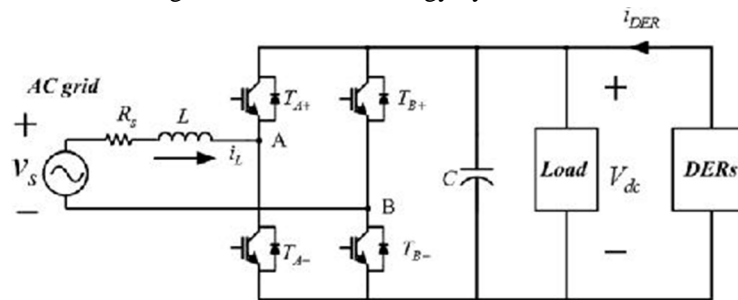 i_DER
AC grid
+
R_s
L
T_A+
T_B+
+
v_s
i_L
A
C
Load
V_dc
DERs
−
B
T_A−
T_B−
−